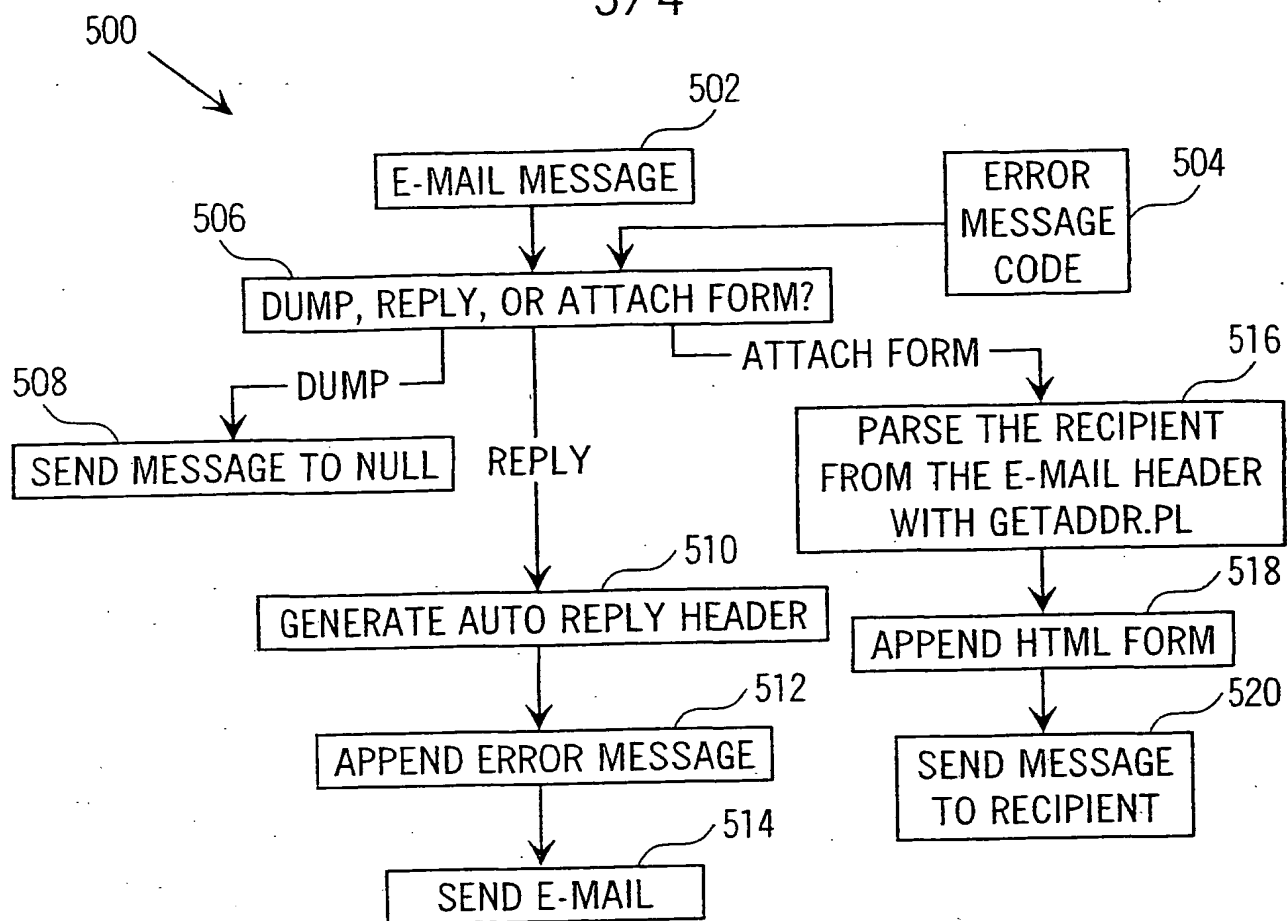 3/4
500
502
E-MAIL MESSAGE
ERROR
MESSAGE
CODE
504
506
DUMP, REPLY, OR ATTACH FORM?
DUMP
ATTACH FORM
508
SEND MESSAGE TO NULL
REPLY
516
PARSE THE RECIPIENT
FROM THE E-MAIL HEADER
WITH GETADDR.PL
510
GENERATE AUTO REPLY HEADER
518
APPEND HTML FORM
512
APPEND ERROR MESSAGE
520
SEND MESSAGE
TO RECIPIENT
514
SEND E-MAIL